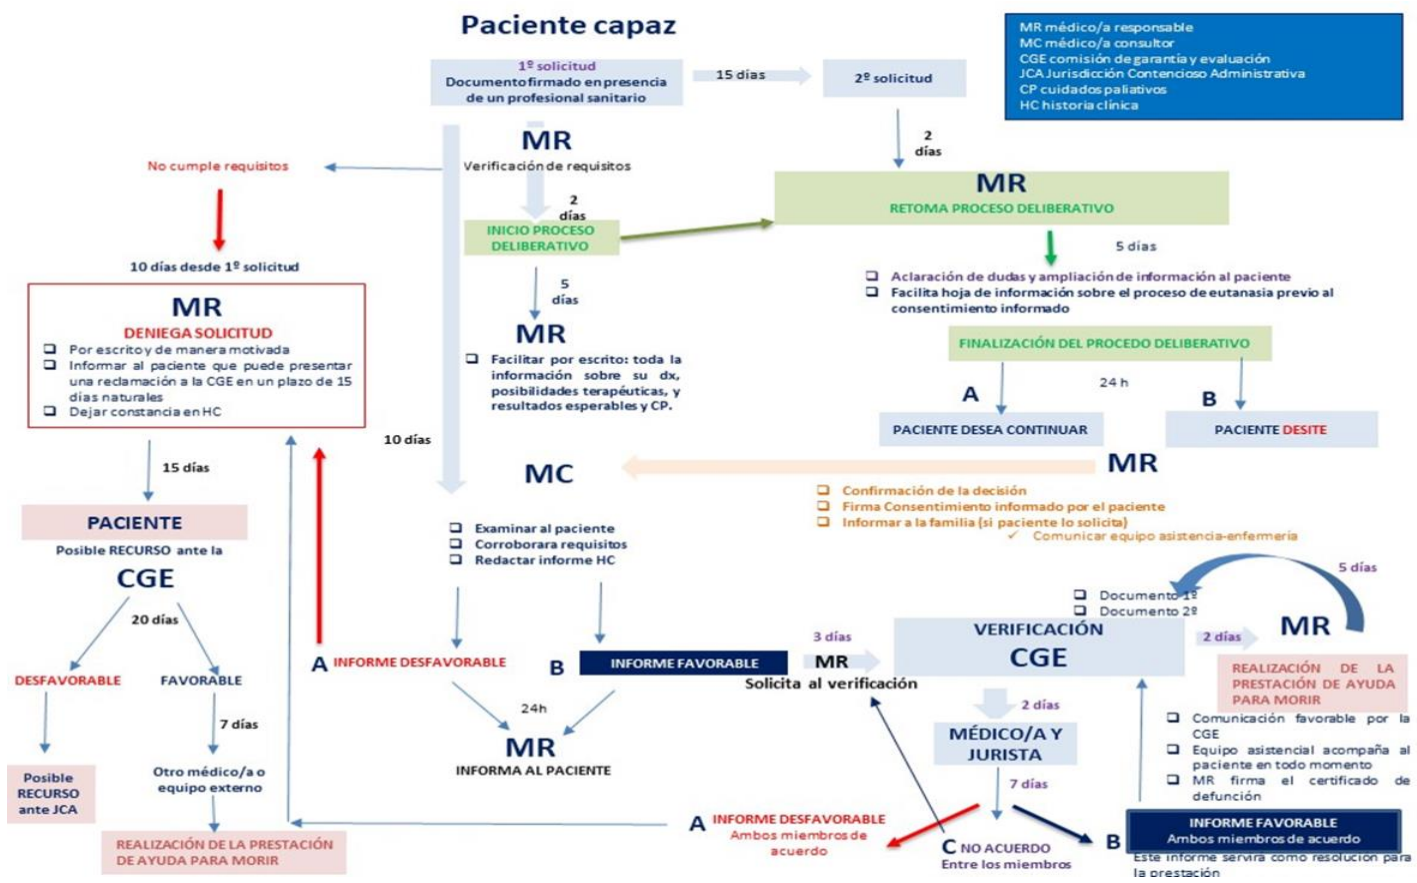 Paciente capaz
MR médico/a responsable
MC médico/a consultor
CGE comisión de garantía y evaluación
JCA Jurisdicción Contencioso Administrativa
CP cuidados paliativos
HC historia clínica
1º solicitud
Documento firmado en presencia
de un profesional sanitario
15 días
2º solicitud
MR
Verificación de requisitos
No cumple requisitos
2
días
2
días
MR
RETOMA PROCESO DELIBERATIVO
INICIO PROCESO
DELIBERATIVO
5 días
10 días desde 1º solicitud
MR
DENIEGA SOLICITUD
Por escrito y de manera motivada
Informar al paciente que puede presentar
una reclamación a la CGE en un plazo de 15
días naturales
Dejar constancia en HC
5
días
MR
Facilitar por escrito: toda la
información sobre su dx,
posibilidades terapéuticas, y
resultados esperables y CP.
Aclaración de dudas y ampliación de información al paciente
Facilita hoja de información sobre el proceso de eutanasia previo al
consentimiento informado
FINALIZACIÓN DEL PROCEDO DELIBERATIVO
A
24 h
B
PACIENTE DESEA CONTINUAR
PACIENTE DESITE
10 días
15 días
MC
MR
Confirmación de la decisión
Firma Consentimiento informado por el paciente
Informar a la familia (si paciente lo solicita)
Comunicar equipo asistencia-enfermería
PACIENTE
Posible RECURSO ante la
CGE
20 días
DESFAVORABLE
FAVORABLE
7 días
Posible
RECURSO
ante JCA
Otro médico/a o
equipo externo
REALIZACIÓN DE LA PRESTACIÓN
DE AYUDA PARA MORIR
Examinar al paciente
Corroborara requisitos
Redactar informe HC
A INFORME DESFAVORABLE
B INFORME FAVORABLE
24h
MR
INFORMA AL PACIENTE
3 días
MR
Solicita al verificación
5 días
Documento 1º
Documento 2º
VERIFICACIÓN
CGE
2 días
MR
REALIZACIÓN DE LA
PRESTACIÓN DE AYUDA
PARA MORIR
Comunicación favorable por la
CGE
Equipo asistencial acompaña al
paciente en todo momento
MR firma el certificado de
defunción
2 días
MÉDICO/A Y
JURISTA
7 días
A INFORME DESFAVORABLE
Ambos miembros de
acuerdo
C NO ACUERDO
Entre los miembros
B INFORME FAVORABLE
Ambos miembros de acuerdo
Este informe servirá como resolución para
la prestación